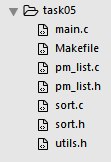 task05
main.c
Makefile
pm_list.c
pm_list.h
sort.c
sort.h
utils.h